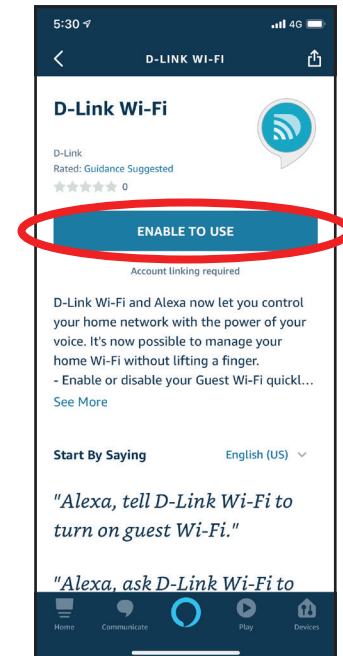 5:30
4G
D-LINK WI-FI
D-Link Wi-Fi
D-Link
Rated: Guidance Suggested
0
ENABLE TO USE
Account linking required
D-Link Wi-Fi and Alexa now let you control
your home network with the power of your
voice. It's now possible to manage your
home Wi-Fi without lifting a finger.
- Enable or disable your Guest Wi-Fi quickl...
See More
Start By Saying English (US)
"Alexa, tell D-Link Wi-Fi to
turn on guest Wi-Fi."
"Alexa, ask D-Link Wi-Fi to
Home Communicate Play Devices